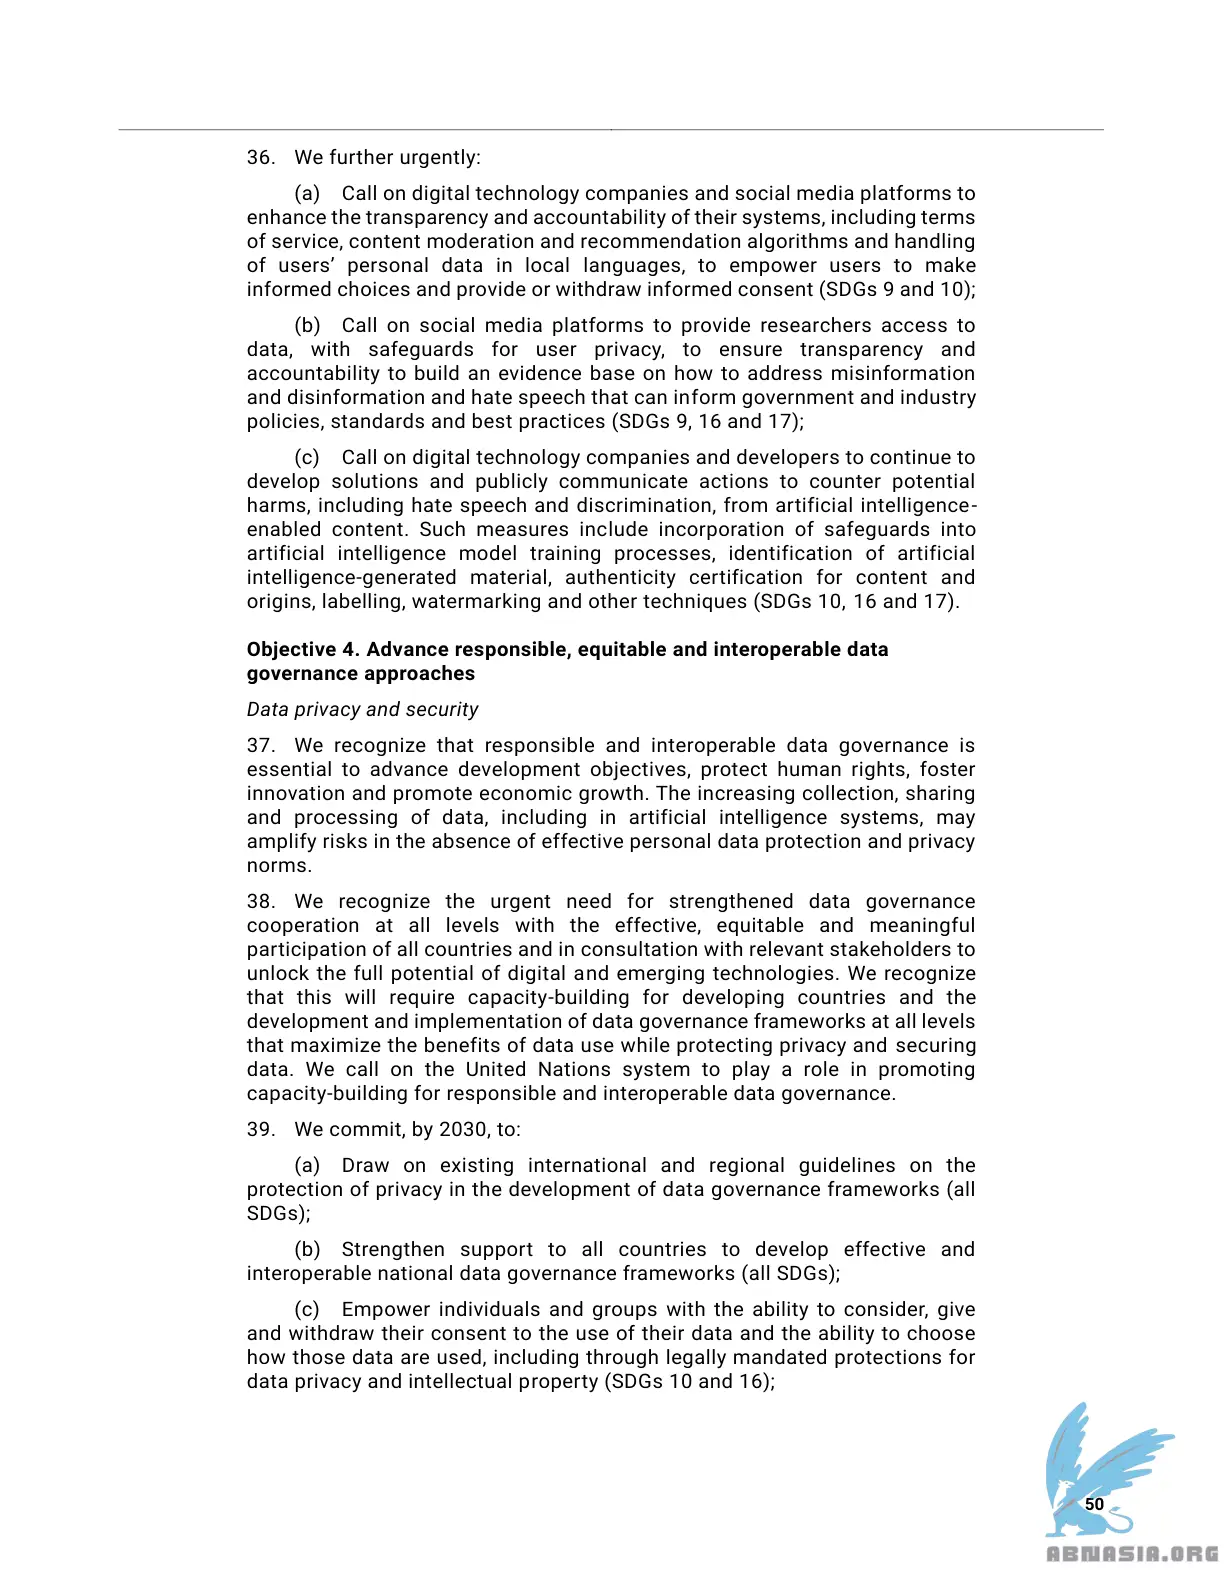 36. We further urgently:
(a) Call on digital technology companies and social media platforms to
enhance the transparency and accountability of their systems, including terms
of service, content moderation and recommendation algorithms and handling
of users’ personal data in local languages, to empower users to make
informed choices and provide or withdraw informed consent (SDGs 9 and 10);
(b) Call on social media platforms to provide researchers access to
data, with safeguards for user privacy, to ensure transparency and
accountability to build an evidence base on how to address misinformation
and disinformation and hate speech that can inform government and industry
policies, standards and best practices (SDGs 9, 16 and 17);
(c) Call on digital technology companies and developers to continue to
develop solutions and publicly communicate actions to counter potential
harms, including hate speech and discrimination, from artificial intelligence-
enabled content. Such measures include incorporation of safeguards into
artificial intelligence model training processes, identification of artificial
intelligence-generated material, authenticity certification for content and
origins, labelling, watermarking and other techniques (SDGs 10, 16 and 17).
Objective 4. Advance responsible, equitable and interoperable data
governance approaches
Data privacy and security
37. We recognize that responsible and interoperable data governance is
essential to advance development objectives, protect human rights, foster
innovation and promote economic growth. The increasing collection, sharing
and processing of data, including in artificial intelligence systems, may
amplify risks in the absence of effective personal data protection and privacy
norms.
38. We recognize the urgent need for strengthened data governance
cooperation at all levels with the effective, equitable and meaningful
participation of all countries and in consultation with relevant stakeholders to
unlock the full potential of digital and emerging technologies. We recognize
that this will require capacity-building for developing countries and the
development and implementation of data governance frameworks at all levels
that maximize the benefits of data use while protecting privacy and securing
data. We call on the United Nations system to play a role in promoting
capacity-building for responsible and interoperable data governance.
39. We commit, by 2030, to:
(a) Draw on existing international and regional guidelines on the
protection of privacy in the development of data governance frameworks (all
SDGs);
(b) Strengthen support to all countries to develop effective and
interoperable national data governance frameworks (all SDGs);
(c) Empower individuals and groups with the ability to consider, give
and withdraw their consent to the use of their data and the ability to choose
how those data are used, including through legally mandated protections for
data privacy and intellectual property (SDGs 10 and 16);
50
ABNASIA.ORG